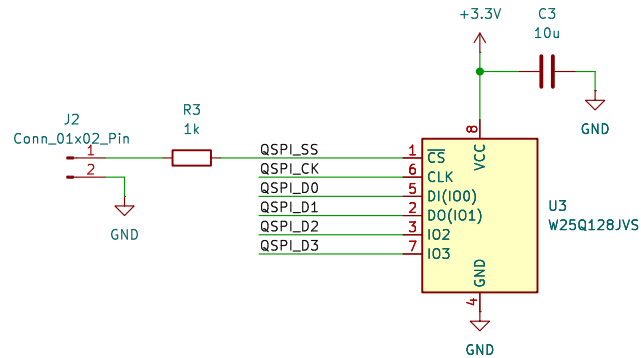 +3.3V
C3
10u
GND
J2
Conn_01x02_Pin
1
2
GND
R3
1k
QSPI_SS
QSPI_CK
QSPI_D0
QSPI_D1
QSPI_D2
QSPI_D3
1
6
5
2
3
7
8
VCC
CS
CLK
DI(IO0)
DO(IO1)
IO2
IO3
GND
4
U3
W25Q128JVS
GND